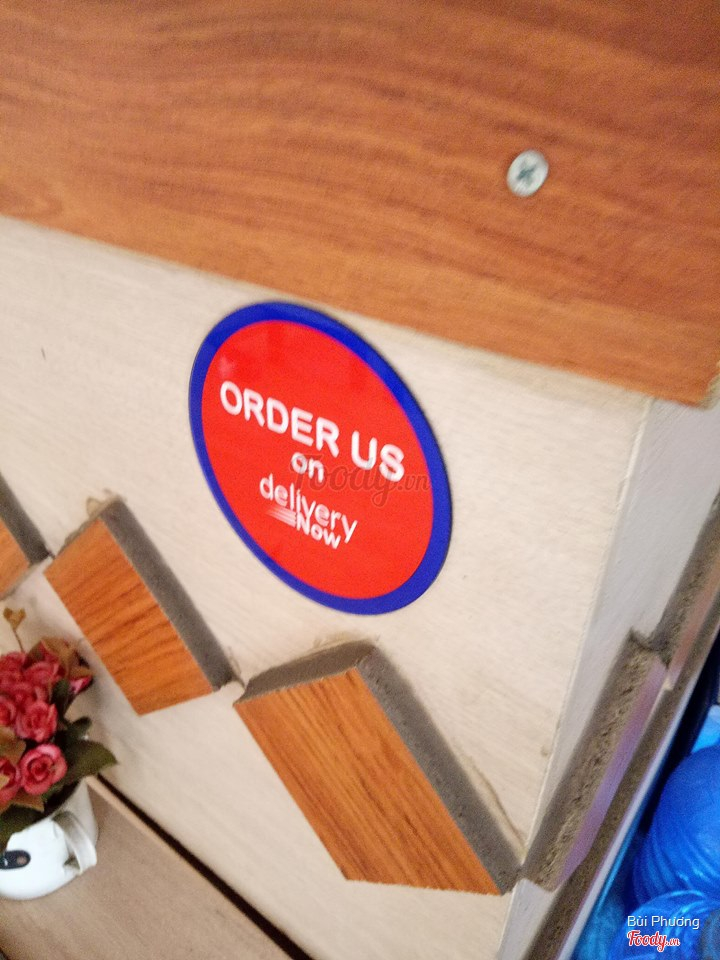 ORDER US
on
delivery
Now
Foody.vn
Bùi Phương
Foody.vn